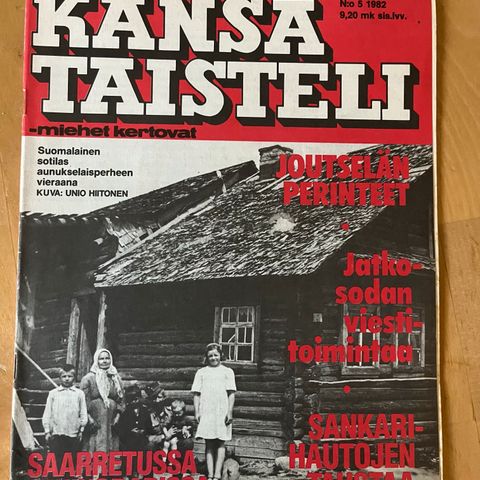 KANSA
N:o 5 1982
9,20 mk sis.lvv.
TAISTELI
-miehet kertovat
Suomalainen
sotilas
aunukselaisperheen
vieraana
KUVA: UNIO HIITONEN
JOUTSELÄN
PERINTEET
•
Jatko-
sodan
viesti-
toimintaa
•
SANKARI-
HAUTOJEN
SAARRETUSSA